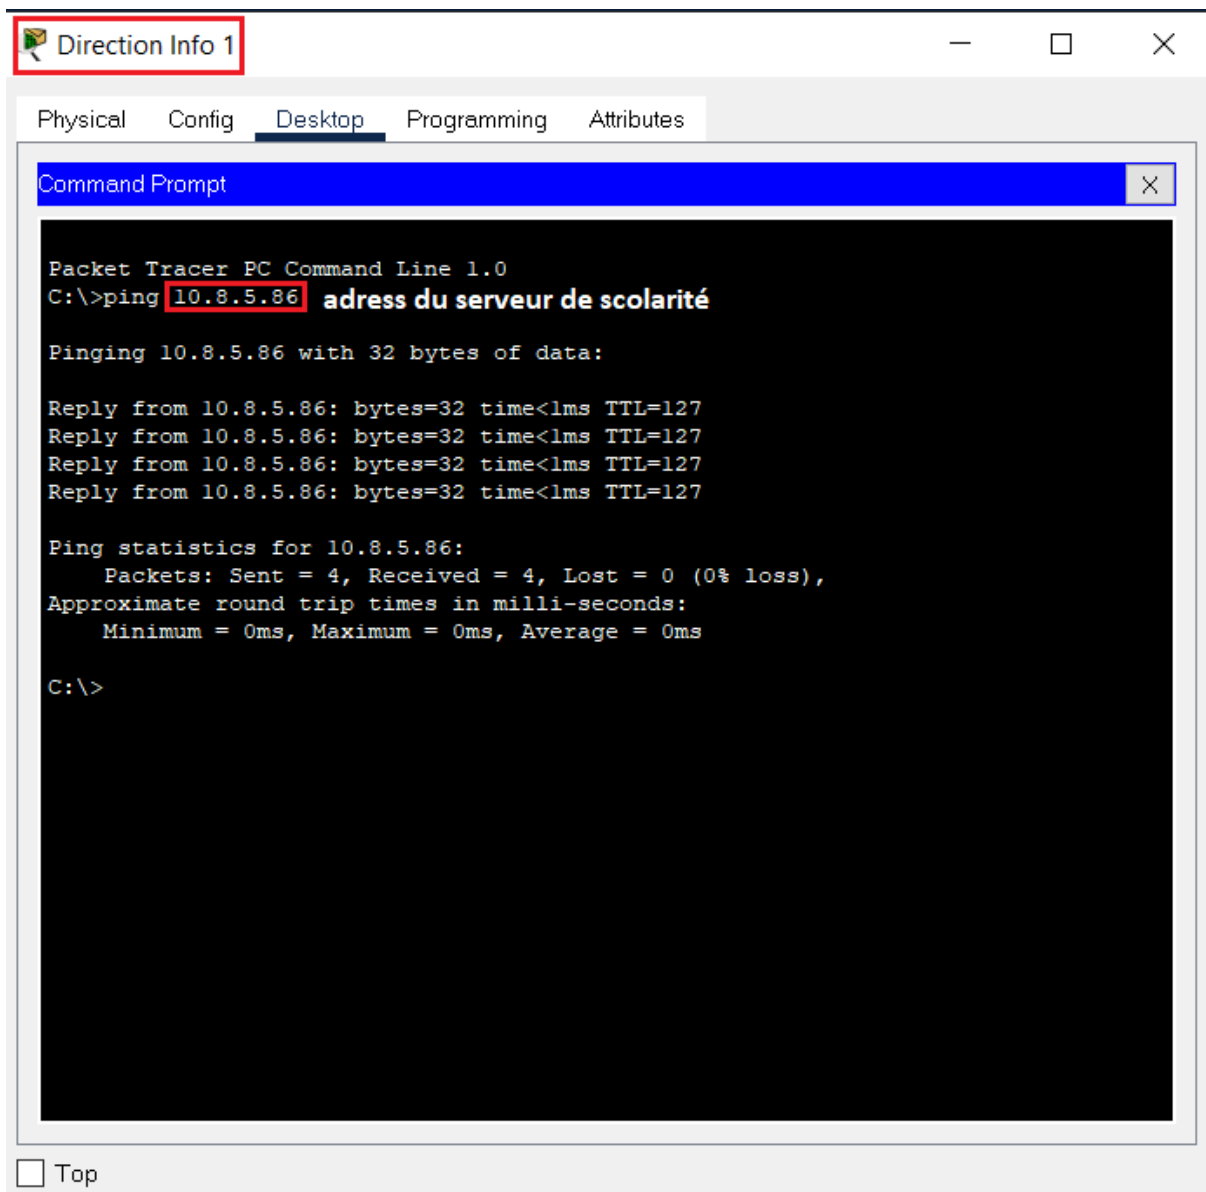 Direction Info 1
Physical Config Desktop Programming Attributes
Command Prompt X
Packet Tracer PC Command Line 1.0
C:\>ping 10.8.5.86 adress du serveur de scolarité
Pinging 10.8.5.86 with 32 bytes of data:
Reply from 10.8.5.86: bytes=32 time<1ms TTL=127
Reply from 10.8.5.86: bytes=32 time<1ms TTL=127
Reply from 10.8.5.86: bytes=32 time<1ms TTL=127
Reply from 10.8.5.86: bytes=32 time<1ms TTL=127
Ping statistics for 10.8.5.86:
Packets: Sent = 4, Received = 4, Lost = 0 (0% loss),
Approximate round trip times in milli-seconds:
Minimum = 0ms, Maximum = 0ms, Average = 0ms
C:\>
Top